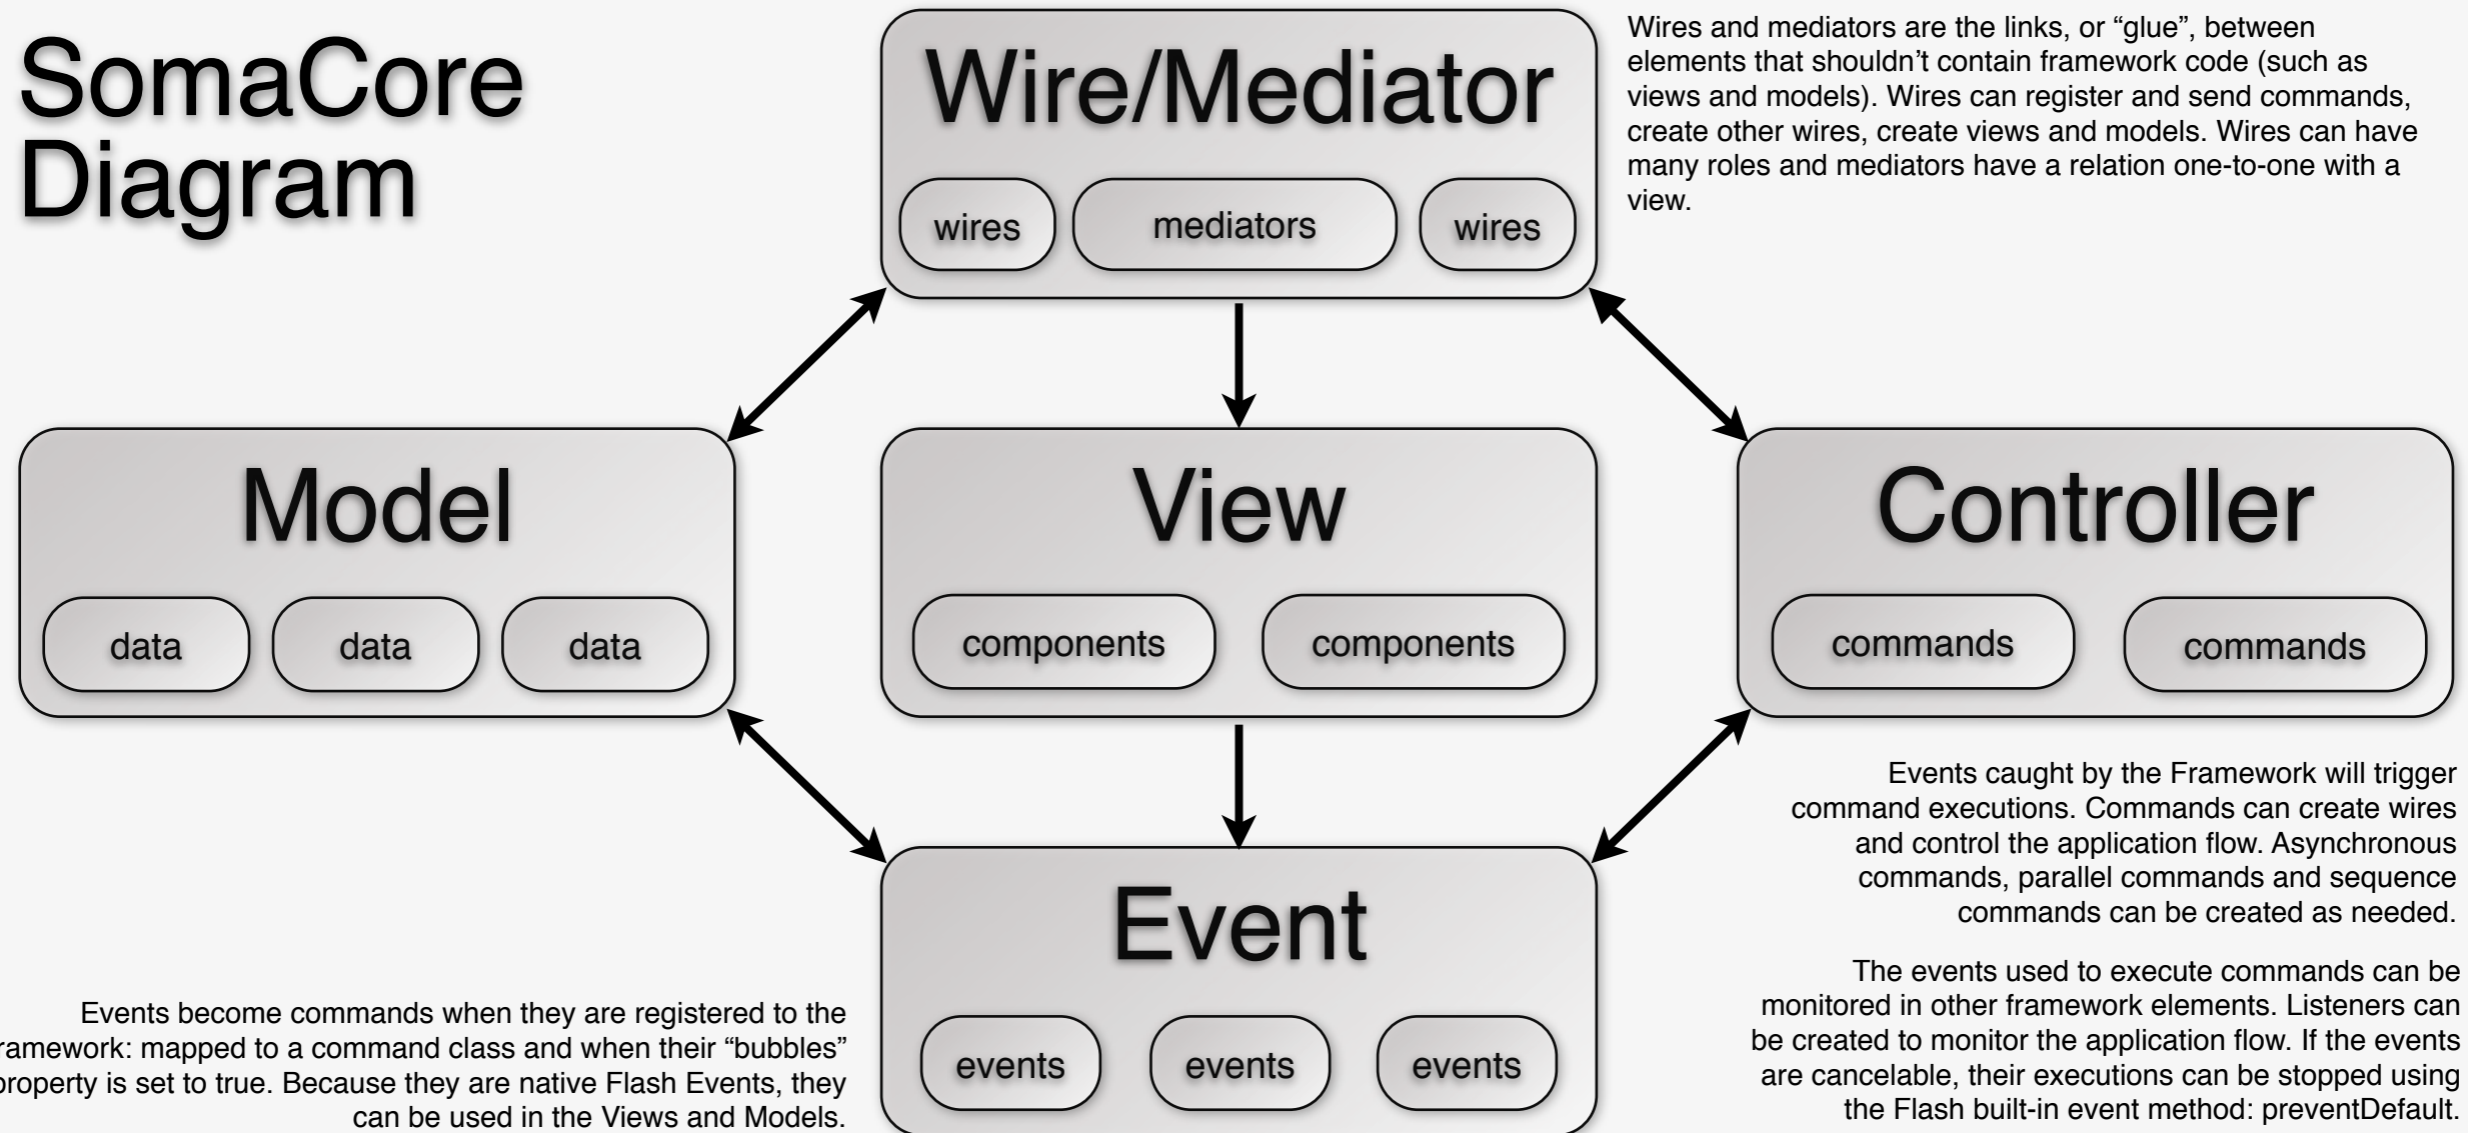 SomaCore
Diagram
Wire/Mediator
wires
mediators
wires
Wires and mediators are the links, or “glue”, between
elements that shouldn’t contain framework code (such as
views and models). Wires can register and send commands,
create other wires, create views and models. Wires can have
many roles and mediators have a relation one-to-one with a
view.
Model
data
data
data
View
components
components
Controller
commands
commands
Events caught by the Framework will trigger
command executions. Commands can create wires
and control the application flow. Asynchronous
commands, parallel commands and sequence
commands can be created as needed.
The events used to execute commands can be
monitored in other framework elements. Listeners can
be created to monitor the application flow. If the events
are cancelable, their executions can be stopped using
the Flash built-in event method: preventDefault.
Event
events
events
events
Events become commands when they are registered to the
ramework: mapped to a command class and when their “bubbles”
property is set to true. Because they are native Flash Events, they
can be used in the Views and Models.